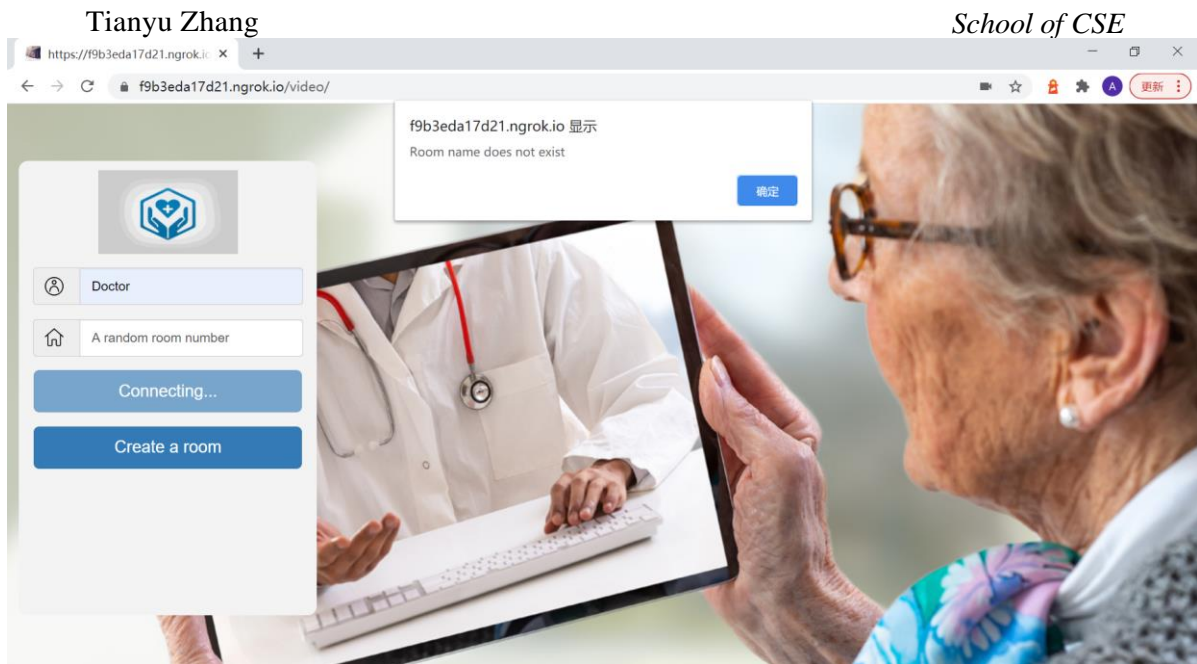 Tianyu Zhang
School of CSE
https://f9b3eda17d21.ngrok.ic
f9b3eda17d21.ngrok.io/video/
A
更新
f9b3eda17d21.ngrok.io 显示
Room name does not exist
确定
Doctor
A random room number
Connecting...
Create a room